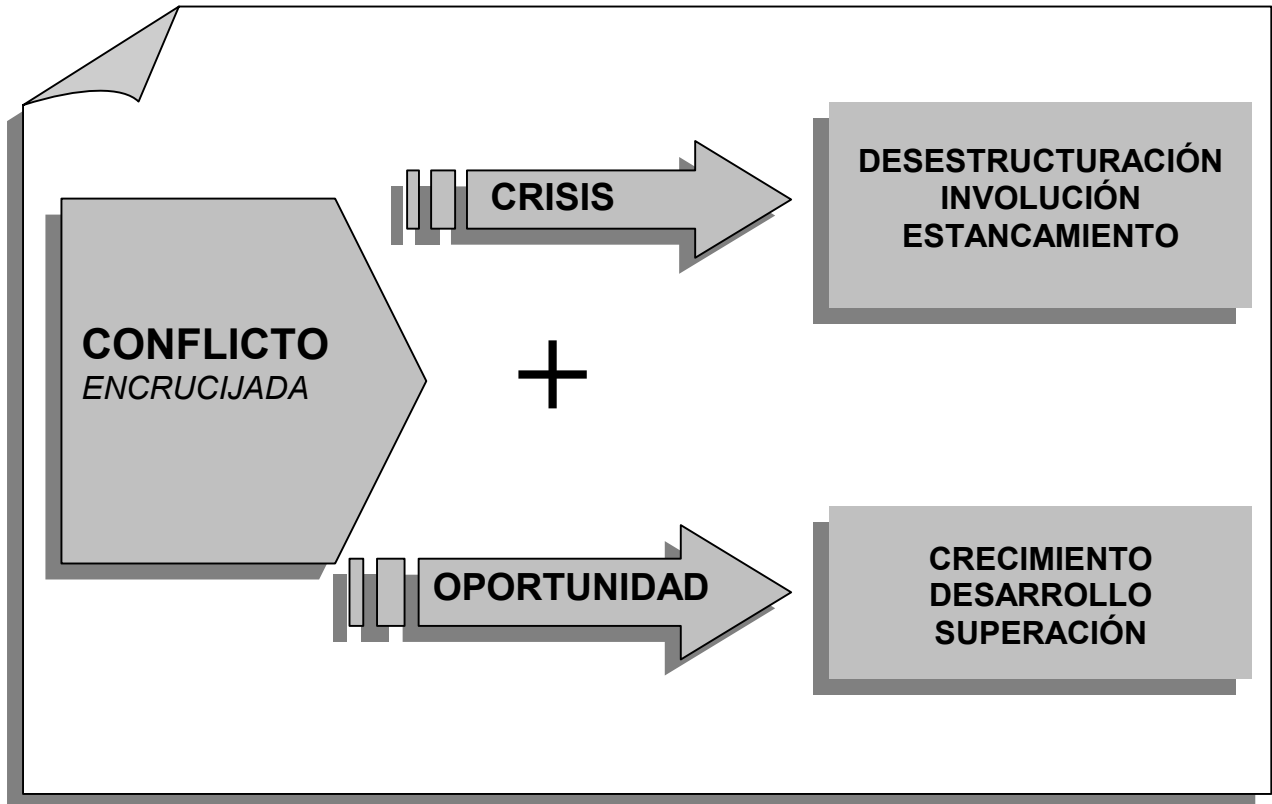 CRISIS
DESESTRUCTURACIÓN
INVOLUCIÓN
ESTANCAMIENTO
CONFLICTO
ENCRUCIJADA
+
OPORTUNIDAD
CRECIMIENTO
DESARROLLO
SUPERACIÓN